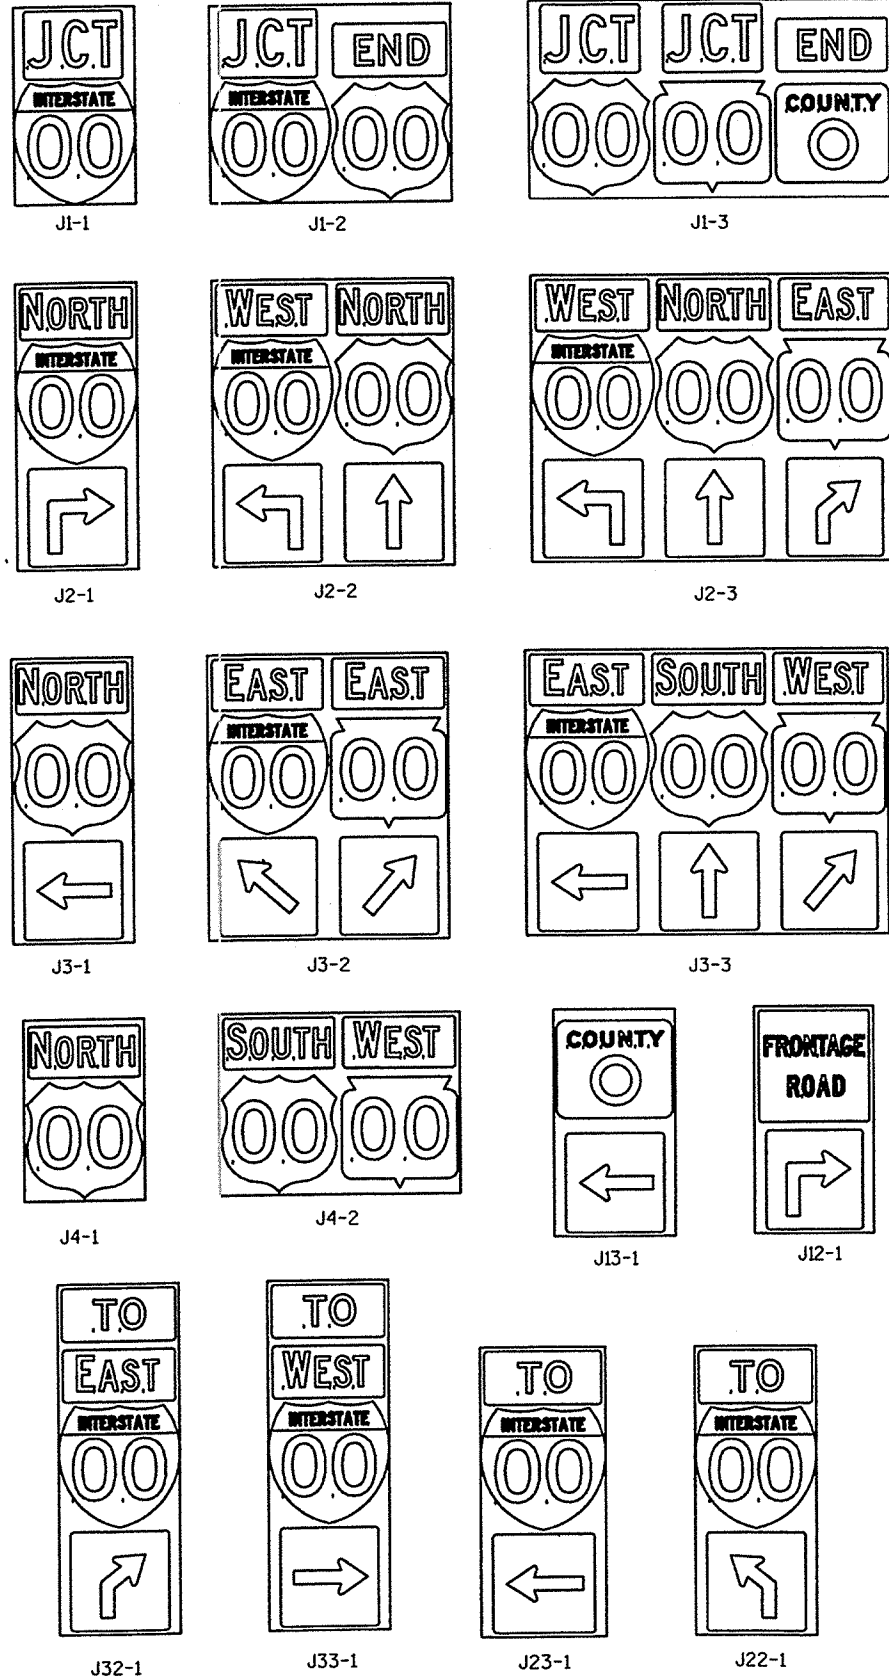 J.C.T
INTERSTATE
00
J1-1
J.C.T END
INTERSTATE
00 00
J1-2
J.C.T J.C.T END
COUNTY
00 00 0
J1-3
NORTH
INTERSTATE
00
J2-1
WEST NORTH
INTERSTATE
00 00
J2-2
WEST NORTH EAST
INTERSTATE
00 00 00
J2-3
NORTH
00
J3-1
EAST EAST
INTERSTATE
00 00
J3-2
EAST SOUTH WEST
INTERSTATE
00 00 00
J3-3
NORTH
00
J4-1
SOUTH WEST
00 00
J4-2
COUNTY
0
J13-1
FRONTAGE
ROAD
J12-1
TO
EAST
INTERSTATE
00
J32-1
TO
WEST
INTERSTATE
00
J33-1
TO
INTERSTATE
00
J23-1
TO
INTERSTATE
00
J22-1